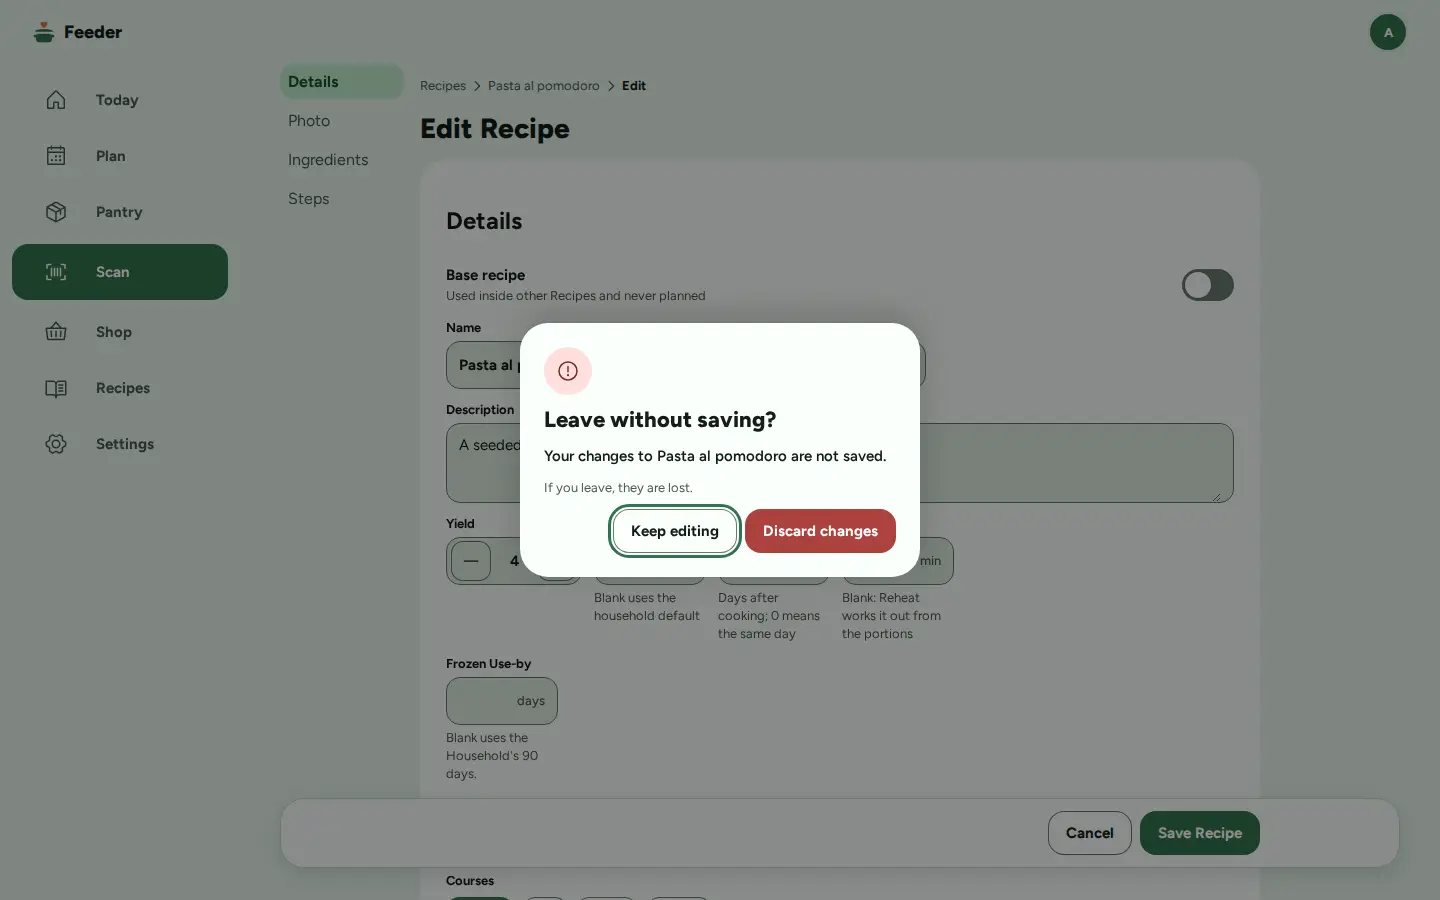 Feeder
A
Today
Plan
Pantry
Scan
Shop
Recipes
Settings
Details
Photo
Ingredients
Steps
Recipes > Pasta al pomodoro > Edit
Edit Recipe
Details
Base recipe
Used inside other Recipes and never planned
Name
Pasta al
Description
A seeded
Leave without saving?
Your changes to Pasta al pomodoro are not saved.
If you leave, they are lost.
Keep editing
Discard changes
Yield
4
min
Blank uses the
household default
Days after
cooking; 0 means
the same day
Blank: Reheat
works it out from
the portions
Frozen Use-by
days
Blank uses the
Household's 90
days.
Cancel
Save Recipe
Courses